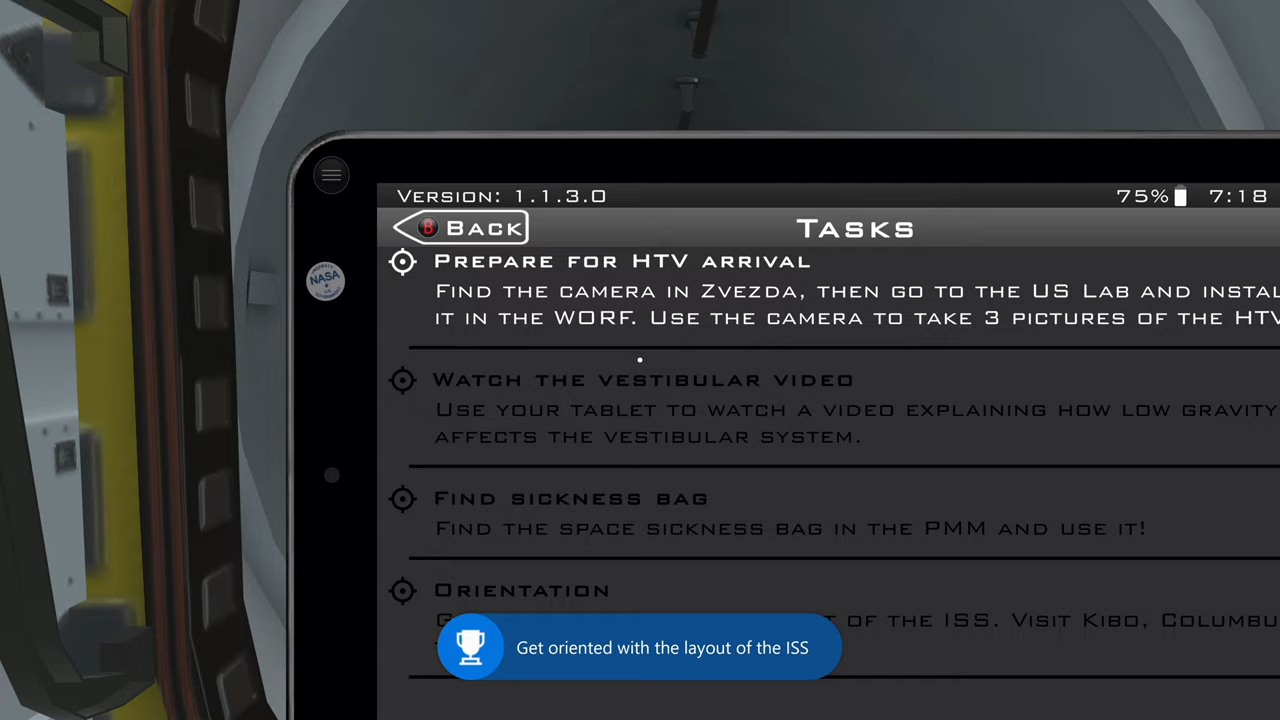 VERSION: 1.1.3.0 75% 7:18
B BACK TASKS
PREPARE FOR HTV ARRIVAL
FIND THE CAMERA IN ZVEZDA, THEN GO TO THE US LAB AND
IT IN THE WORF. USE THE CAMERA TO TAKE 3 PICTURES OF THE HTV
WATCH THE VESTIBULAR VIDEO
USE YOUR TABLET TO WATCH A VIDEO EXPLAINING HOW LOW GRAVITY
AFFECTS THE VESTIBULAR SYSTEM.
NASA
FIND SICKNESS BAG
FIND THE SPACE SICKNESS BAG IN THE PMM AND USE IT!
ORIENTATION
OF THE ISS. VISIT KIBO,
Get oriented with the layout of the ISS